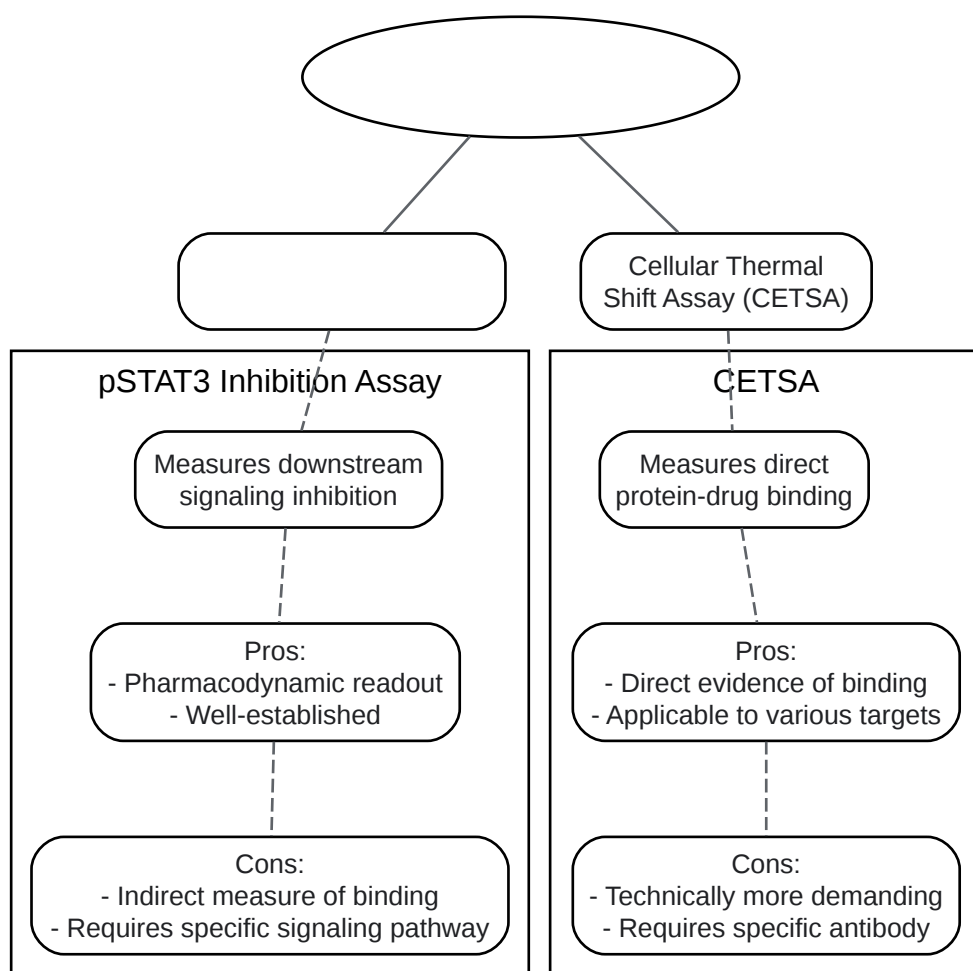 Cellular Thermal
Shift Assay (CETSA)
pSTAT3 Inhibition Assay
Measures downstream
signaling inhibition
Pros:
- Pharmacodynamic readout
- Well-established
Cons:
- Indirect measure of binding
- Requires specific signaling pathway
CETSA
Measures direct
protein-drug binding
Pros:
- Direct evidence of binding
- Applicable to various targets
Cons:
- Technically more demanding
- Requires specific antibody